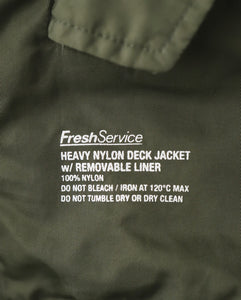 FreshService
HEAVY NYLON DECK JACKET
w/ REMOVABLE LINER
100% NYLON
DO NOT BLEACH / IRON AT 120°C MAX
DO NOT TUMBLE DRY OR DRY CLEAN